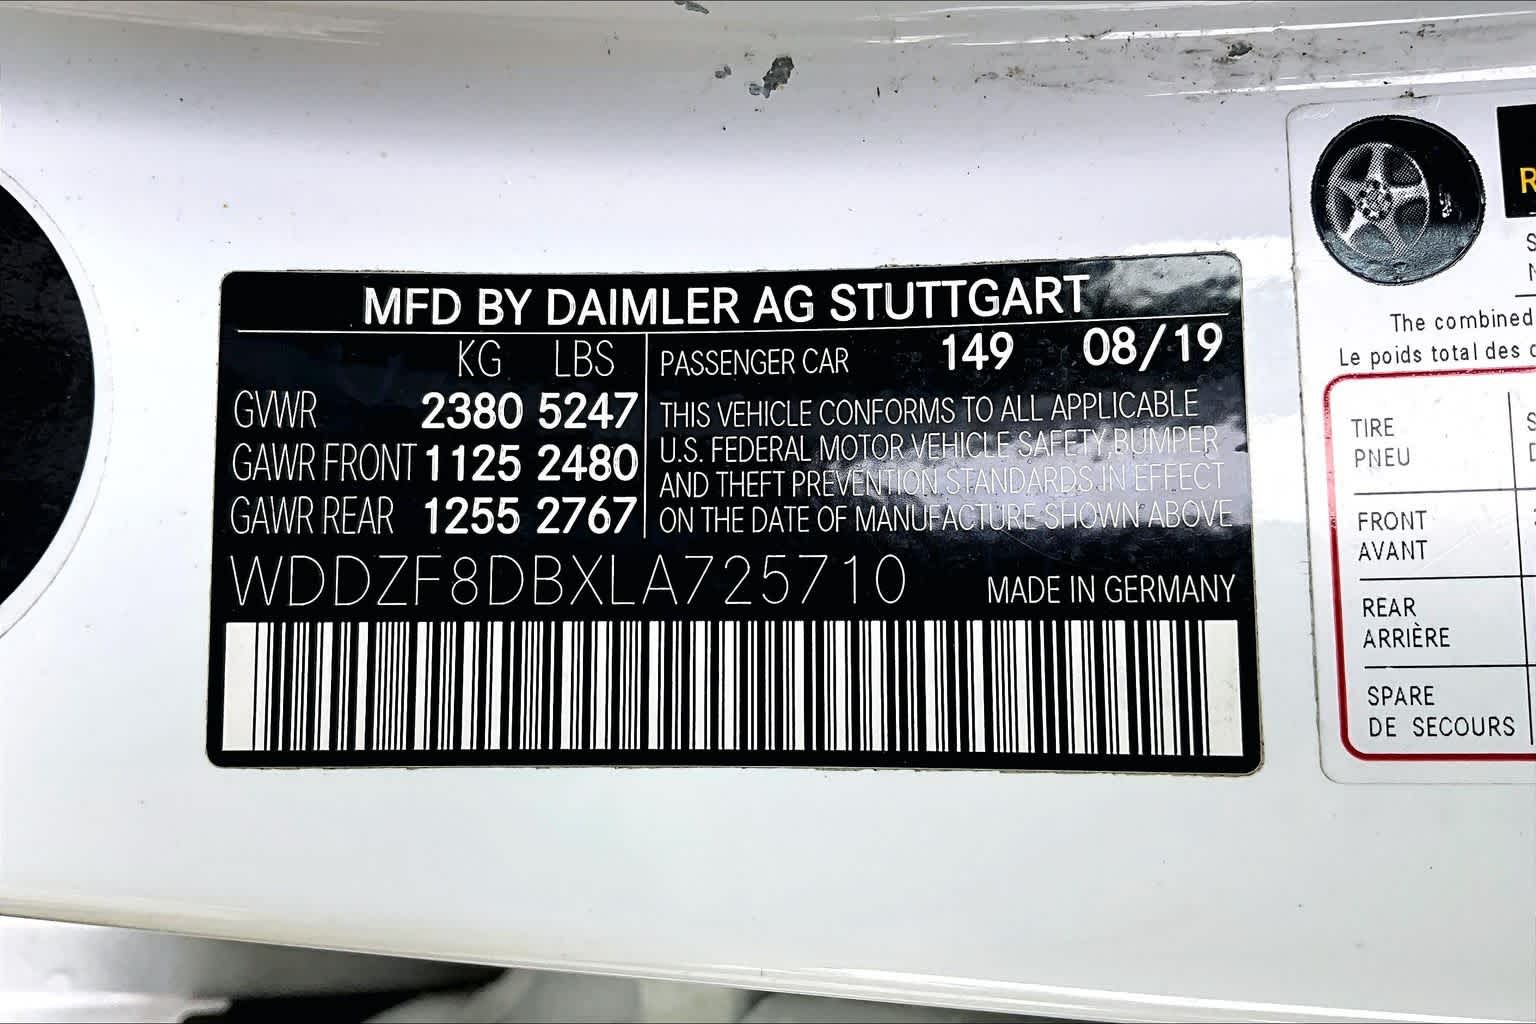 MFD BY DAIMLER AG STUTTGART
KG LBS
GVWR 2380 5247
GAWR FRONT 1125 2480
GAWR REAR 1255 2767
PASSENGER CAR 149 08/19
THIS VEHICLE CONFORMS TO ALL APPLICABLE
U.S. FEDERAL MOTOR VEHICLE SAFETY, BUMPER
AND THEFT PREVENTION STANDARDS IN EFFECT
ON THE DATE OF MANUFACTURE SHOWN ABOVE
WDDZF8DBXLA725710
MADE IN GERMANY
The combined
Le poids total des
TIRE
PNEU
FRONT
AVANT
REAR
ARRIÈRE
SPARE
DE SECOURS